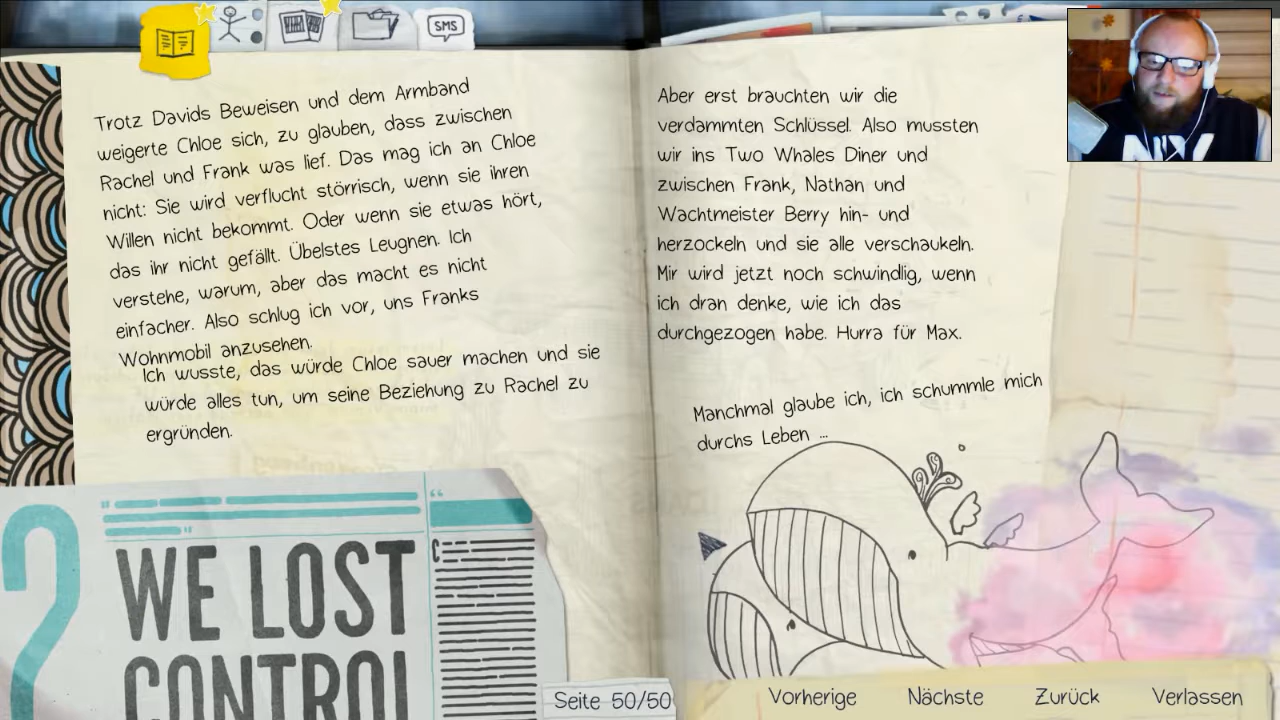 SMS
Trotz Davids Beweisen und dem Armband
weigerte Chloe sich, zu glauben, dass zwischen
Rachel und Frank was lief. Das mag ich an Chloe
nicht: Sie wird verflucht störrisch, wenn sie ihren
Willen nicht bekommt. Oder wenn sie etwas hört,
das ihr nicht gefällt. Übelstes Leugnen. Ich
verstehe, warum, aber das macht es nicht
einfacher. Also schlug ich vor, uns Franks
Wohnmobil anzusehen.
Ich wusste, das würde Chloe sauer machen und sie
würde alles tun, um seine Beziehung zu Rachel zu
ergründen.
?
WE LOST
CONTROL
Aber erst brauchten wir die
verdammten Schlüssel. Also mussten
wir ins Two Whales Diner und
zwischen Frank, Nathan und
Wachtmeister Berry hin- und
herzockeln und sie alle verschaukeln.
Mir wird jetzt noch schwindlig, wenn
ich dran denke, wie ich das
durchgezogen habe. Hurra für Max.
Manchmal glaube ich, ich schummle mich
durchs Leben ...
Seite 50/50
Vorherige Nächste Zurück Verlassen